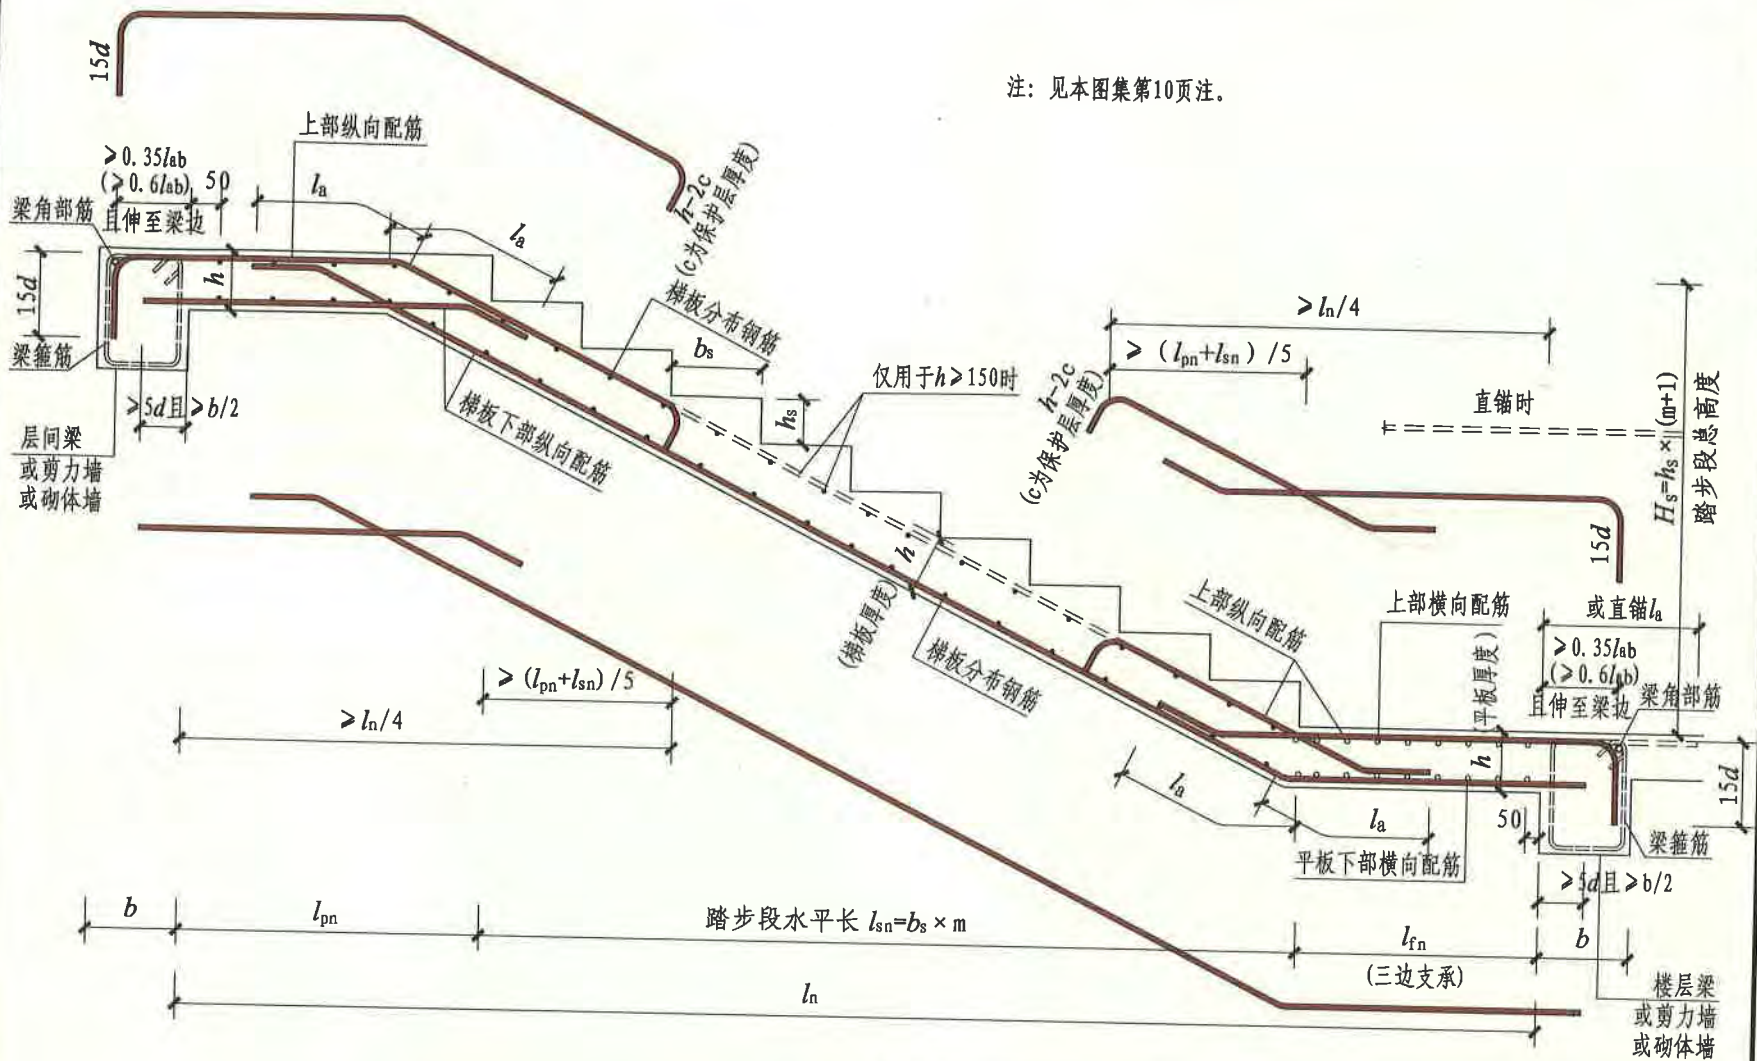 15d
注：见本图集第10页注。
上部纵向配筋
≥0.35lab
(≥0.6lab)
且伸至梁边
50
la
la
h-2c
(c为保护层厚度)
梁角部筋
15d
h
梁箍筋
≥5d且≥b/2
层间梁
或剪力墙
或砌体墙
梯板下部纵向配筋
梯板分布钢筋
bs
hs
仅用于h≥150时
h-2c
(c为保护层厚度)
≥ln/4
≥(lpn+lsn)/5
直锚时
Hs=hs×(m+1)
踏步段总高度
15d
h
(梯板厚度)
梯板分布钢筋
上部纵向配筋
上部横向配筋
(平板厚度)
h
或直锚la
≥0.35lab
(≥0.6lab)
且伸至梁边
梁角部筋
15d
≥(lpn+lsn)/5
≥ln/4
la
la
50
平板下部横向配筋
梁箍筋
≥5d且≥b/2
b
lpn
踏步段水平长 lsn=bs×m
lfn
(三边支承)
b
ln
楼层梁
或剪力墙
或砌体墙